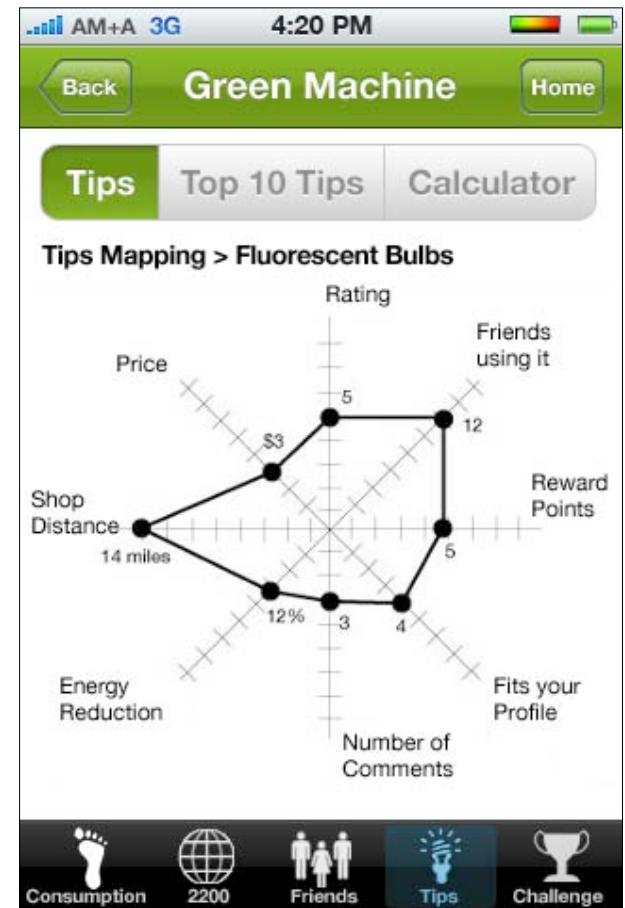 AM+A 3G 4:20 PM
Back Green Machine Home
Tips Top 10 Tips Calculator
Tips Mapping > Fluorescent Bulbs
Rating
Friends
using it
Price
5
12
$3
Reward
Points
Shop
Distance
14 miles
5
12%
3
4
Energy
Reduction
Fits your
Profile
Number of
Comments
Consumption 2200 Friends Tips Challenge